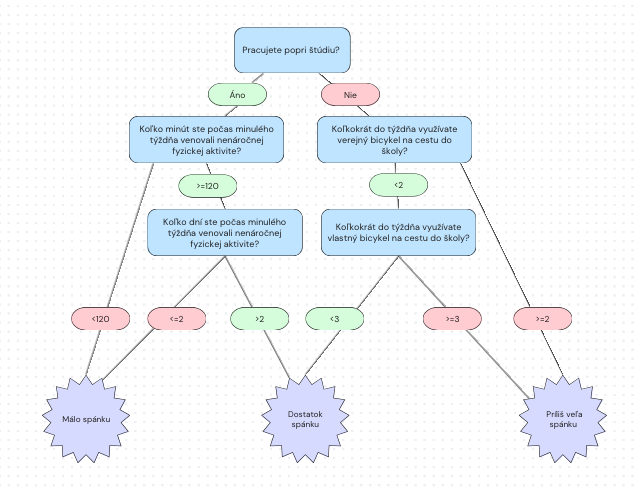 Pracujete popri štúdiu?
Áno
Nie
Koľko minút ste počas minulého
týždňa venovali nenáročnej
fyzickej aktivite?
Koľkokrát do týždňa využívate
verejný bicykel na cestu do
školy?
>=120
<2
Koľko dní ste počas minulého
týždňa venovali nenáročnej
fyzickej aktivite?
Koľkokrát do týždňa využívate
vlastný bicykel na cestu do školy?
<120
<=2
>2
<3
>=3
>=2
Málo spánku
Dostatok
spánku
Príliš veľa
spánku